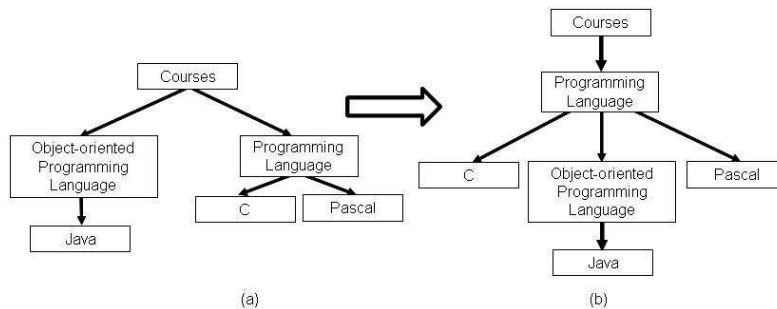 Courses
Object-oriented
Programming
Language
Programming
Language
C
Pascal
Java
(a)
Courses
Programming
Language
C
Object-oriented
Programming
Language
Pascal
Java
(b)